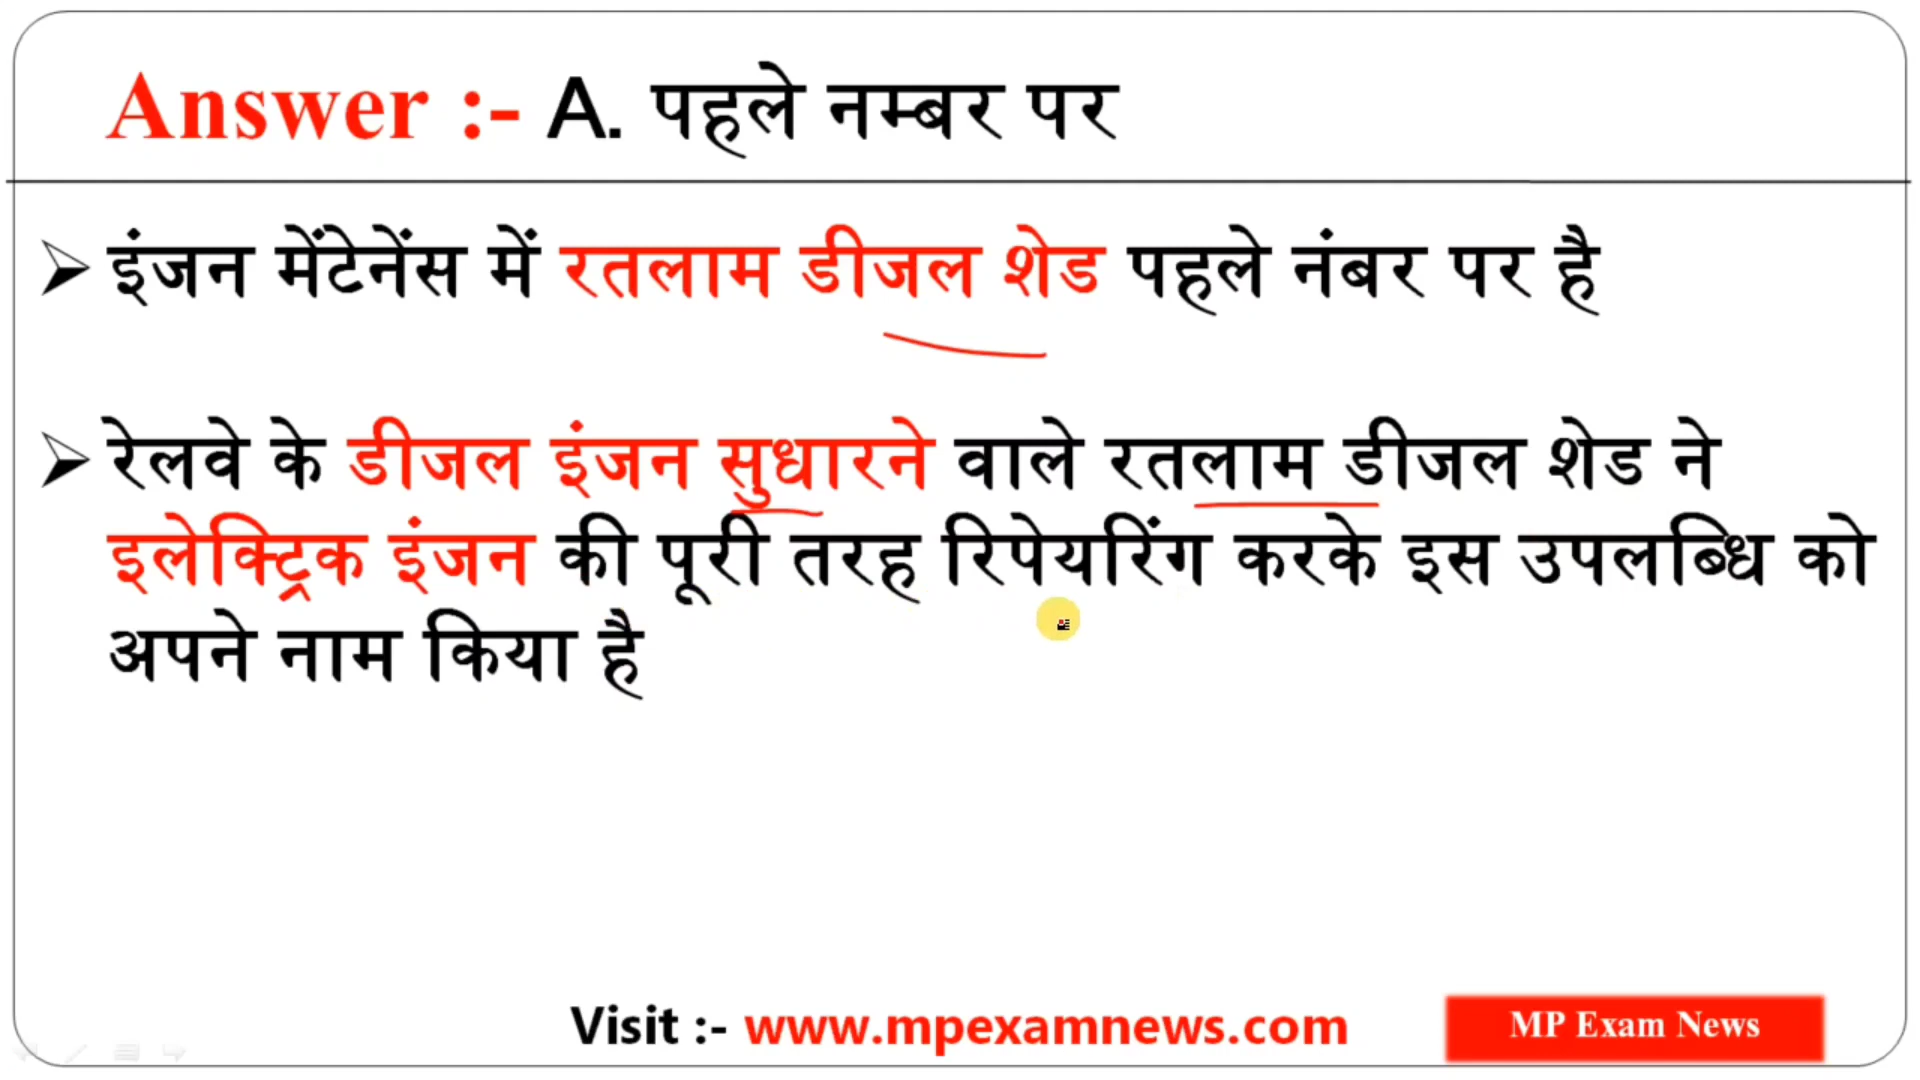 Answer :- A. पहले नम्बर पर
इंजन मेंटेनेंस में रतलाम डीजल शेड पहले नंबर पर है
रेलवे के डीजल इंजन सुधारने वाले रतलाम डीजल शेड ने
इलेक्ट्रिक इंजन की पूरी तरह रिपेयरिंग करके इस उपलब्धि को
अपने नाम किया है
Visit :- www.mpexamnews.com
MP Exam News